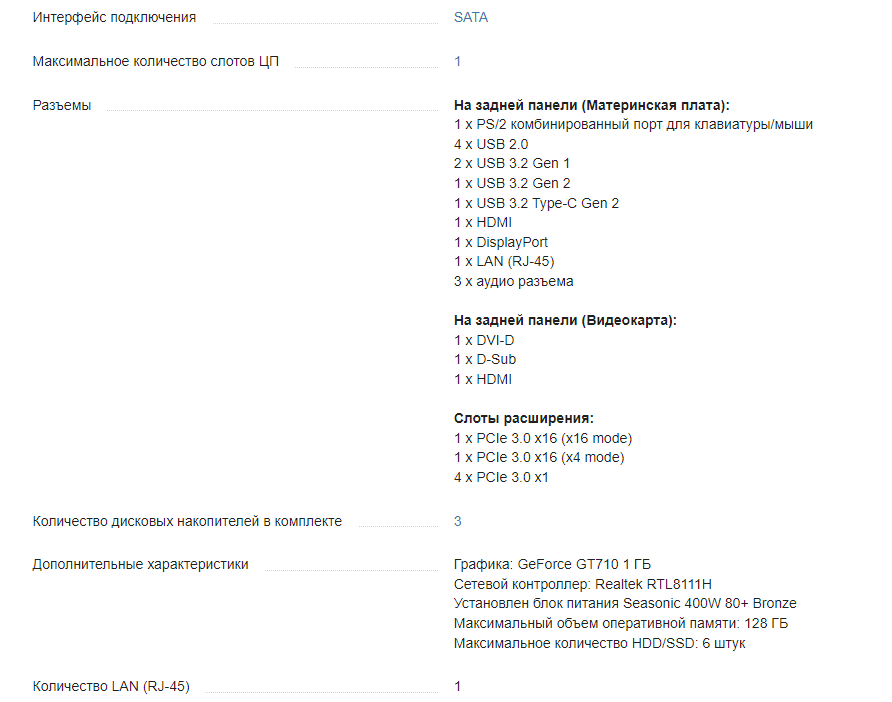 Интерфейс подключения SATA
Максимальное количество слотов ЦП 1
Разъемы На задней панели (Материнская плата):
1 x PS/2 комбинированный порт для клавиатуры/мыши
4 x USB 2.0
2 x USB 3.2 Gen 1
1 x USB 3.2 Gen 2
1 x USB 3.2 Type-C Gen 2
1 x HDMI
1 x DisplayPort
1 x LAN (RJ-45)
3 x аудио разъема
На задней панели (Видеокарта):
1 x DVI-D
1 x D-Sub
1 x HDMI
Слоты расширения:
1 x PCIe 3.0 x16 (x16 mode)
1 x PCIe 3.0 x16 (x4 mode)
4 x PCIe 3.0 x1
Количество дисковых накопителей в комплекте 3
Дополнительные характеристики Графика: GeForce GT710 1 ГБ
Сетевой контроллер: Realtek RTL8111H
Установлен блок питания Seasonic 400W 80+ Bronze
Максимальный объем оперативной памяти: 128 ГБ
Максимальное количество HDD/SSD: 6 штук
Количество LAN (RJ-45) 1